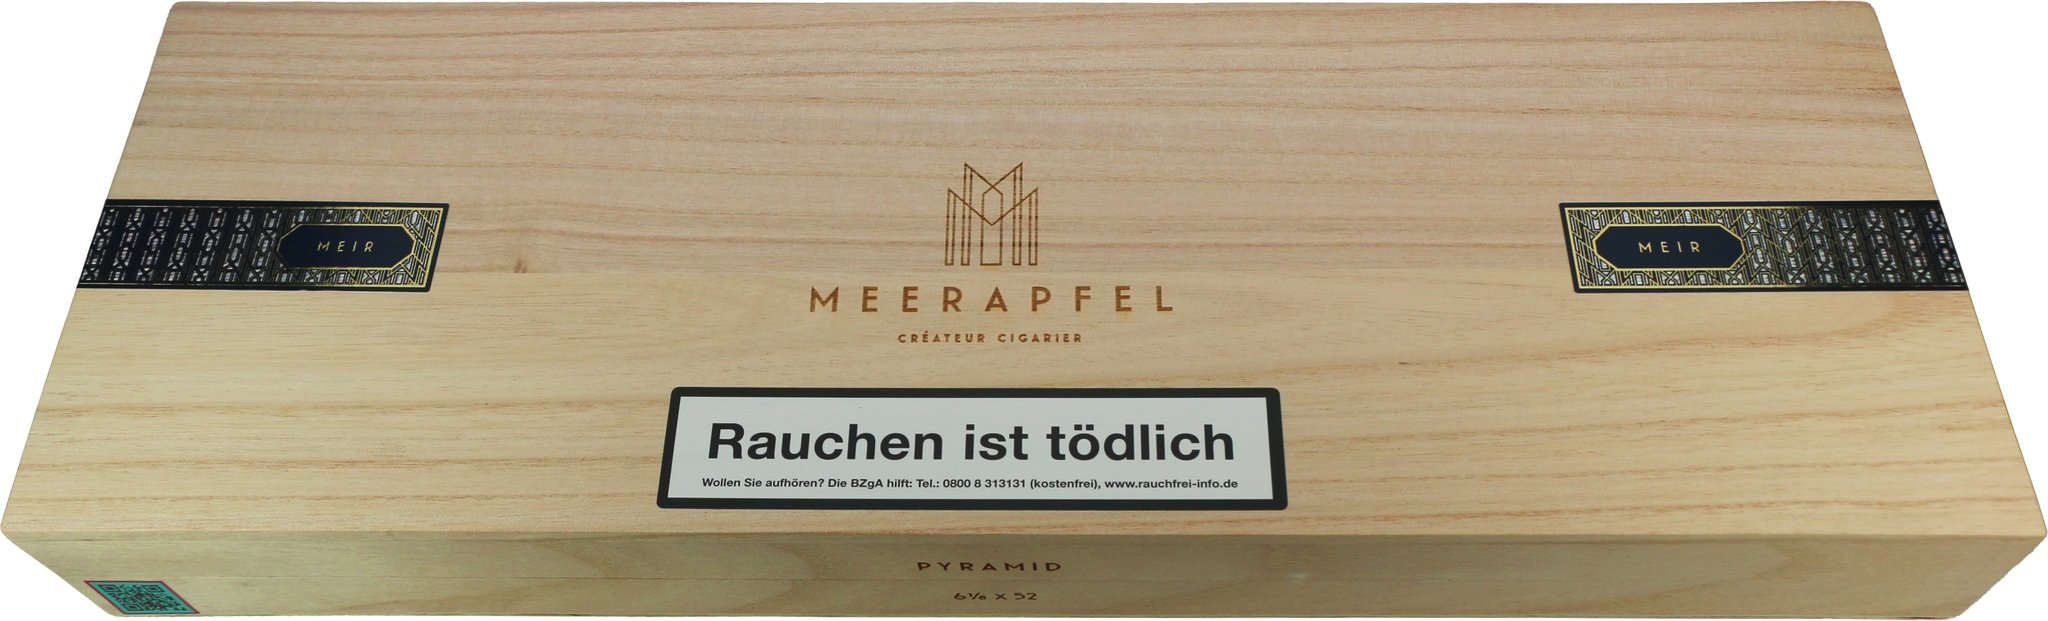 MEIR
MEIR
MEERAPFEL
CRÉATEUR CIGARIER
Rauchen ist tödlich
Wollen Sie aufhören? Die BZgA hilft: Tel.: 0800 8 313131 (kostenfrei), www.rauchfrei-info.de
PYRAMID
6⅛ X 52